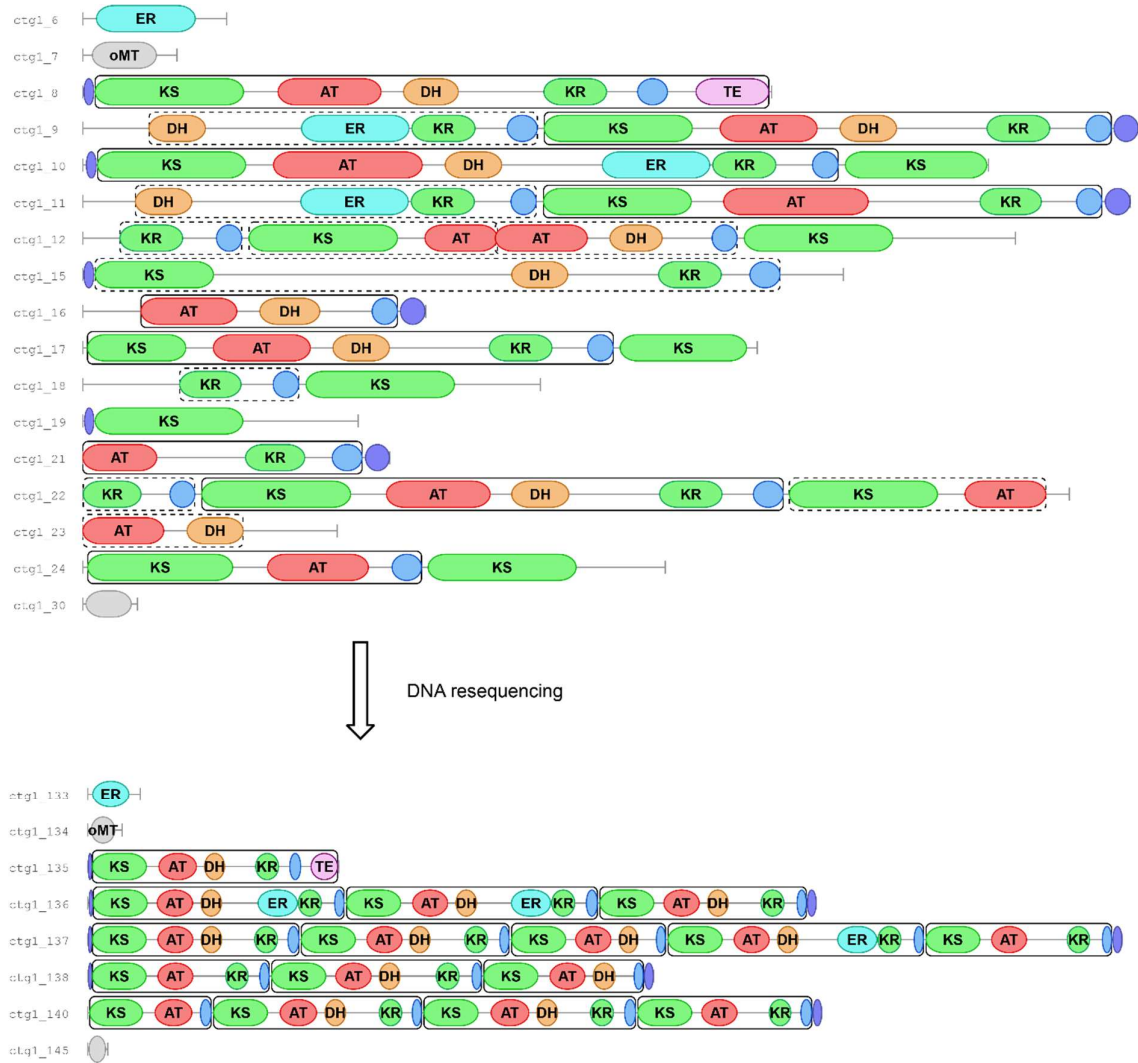 ctg1_6 ER
ctg1_7 oMT
ctg1_8 KS AT DH KR TE
ctg1_9 DH ER KR KS AT DH KR
ctg1_10 KS AT DH ER KR KS
ctg1_11 DH ER KR KS AT KR
ctg1_12 KR KS AT AT DH KS
ctg1_15 KS DH KR
ctg1_16 AT DH
ctg1_17 KS AT DH KR KS
ctg1_18 KR KS
ctg1_19 KS
ctg1_21 AT KR
ctg1_22 KR KS AT DH KR KS AT
ctg1_23 AT DH
ctg1_24 KS AT KS
ctg1_30
DNA resequencing
ctg1_133 ER
ctg1_134 oMT
ctg1_135 KS AT DH KR TE
ctg1_136 KS AT DH ER KR KS AT DH ER KR KS AT DH KR
ctg1_137 KS AT DH KR KS AT DH KR KS AT DH KS AT DH ER KR KS AT KR
ctg1_138 KS AT KR KS AT DH KR KS AT DH
ctg1_140 KS AT KS AT DH KR KS AT DH KR KS AT KR
ctg1_145